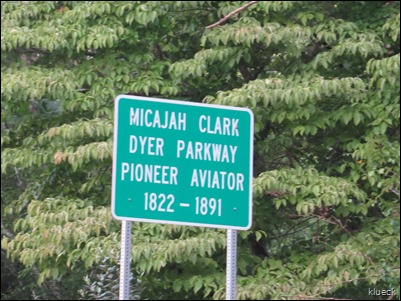 MICAJAH CLARK
DYER PARKWAY
PIONEER AVIATOR
1822 – 1891
klueck